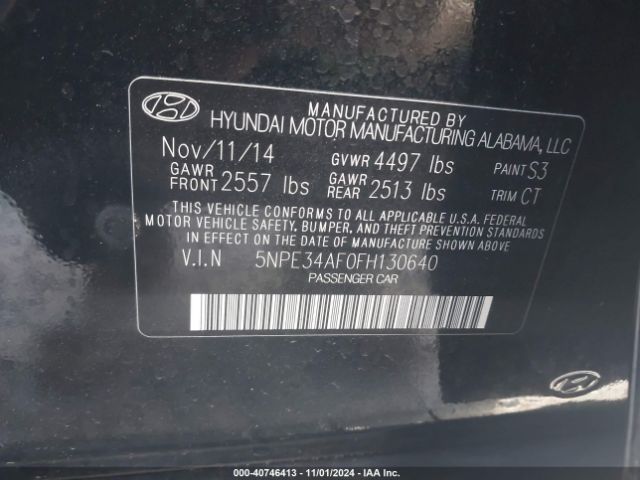 MANUFACTURED BY
HYUNDAI MOTOR MANUFACTURING ALABAMA, LLC
Nov/11/14 GVWR 4497 lbs PAINT S3
GAWR FRONT 2557 lbs GAWR REAR 2513 lbs TRIM CT
THIS VEHICLE CONFORMS TO ALL APPLICABLE U.S.A. FEDERAL
MOTOR VEHICLE SAFETY, BUMPER, AND THEFT PREVENTION STANDARDS
IN EFFECT ON THE DATE OF MANUFACTURE SHOWN ABOVE
V.I.N 5NPE34AF0FH130640
PASSENGER CAR
000-40746413 - 11/01/2024 - IAA Inc.